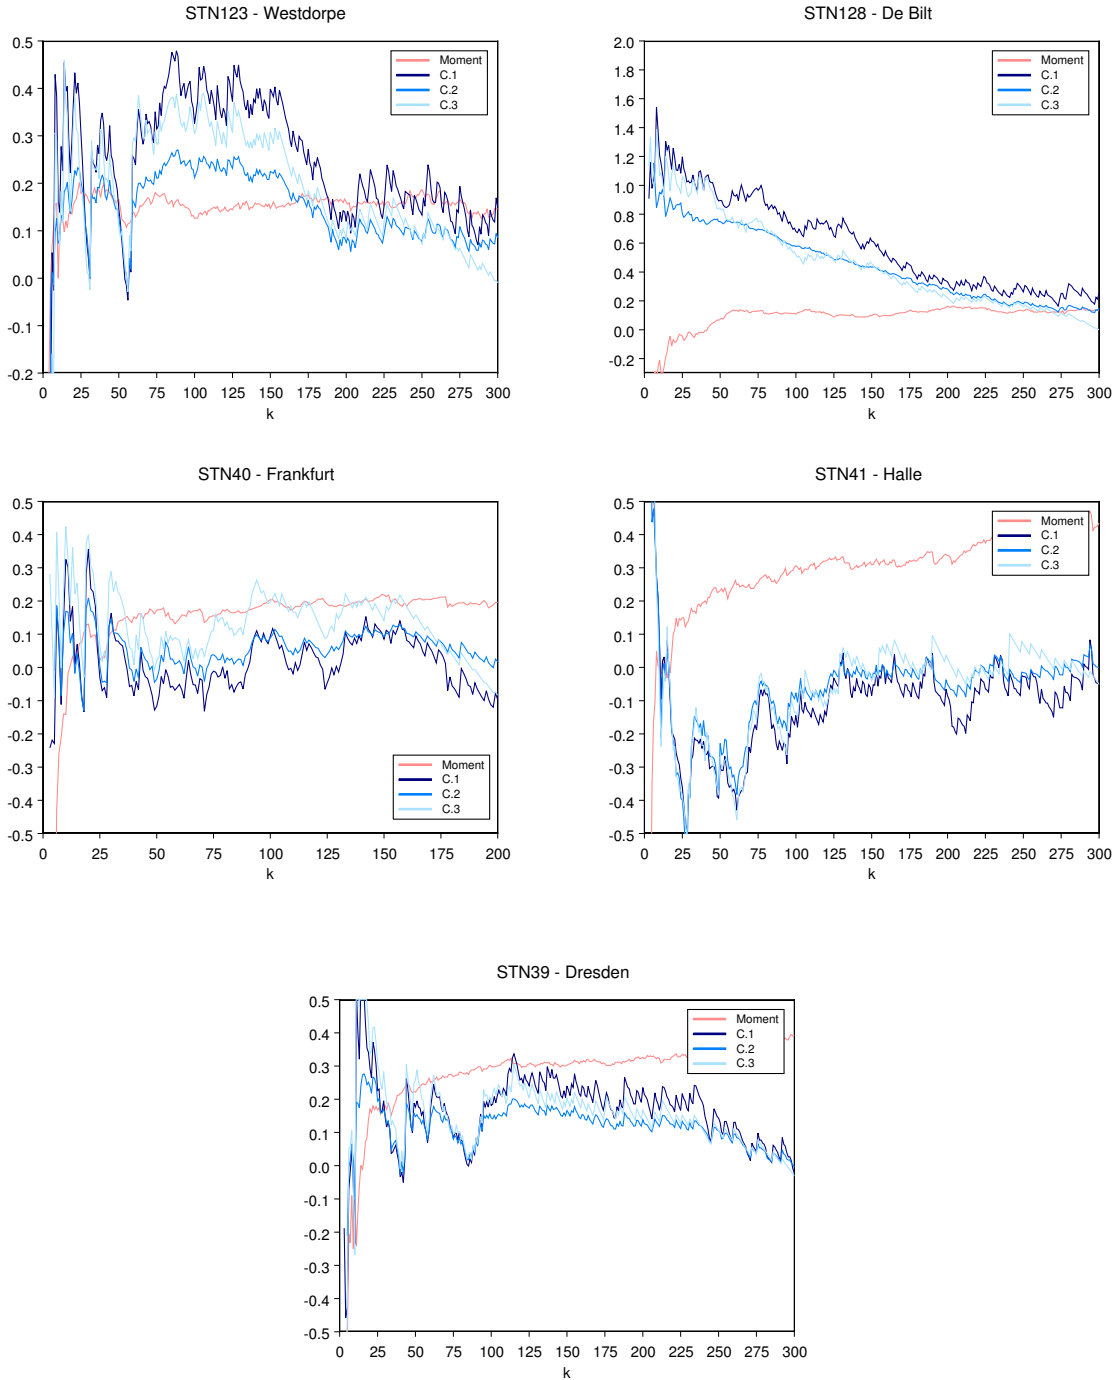 STN123 - Westdorpe
0.5
0.4
0.3
0.2
0.1
0.0
-0.1
-0.2
0 25 50 75 100 125 150 175 200 225 250 275 300
k
Moment
C.1
C.2
C.3
STN128 - De Bilt
2.0
1.8
1.6
1.4
1.2
1.0
0.8
0.6
0.4
0.2
0.0
-0.2
0 25 50 75 100 125 150 175 200 225 250 275 300
k
Moment
C.1
C.2
C.3
STN40 - Frankfurt
0.5
0.4
0.3
0.2
0.1
0.0
-0.1
-0.2
-0.3
-0.4
-0.5
0 25 50 75 100 125 150 175 200
k
Moment
C.1
C.2
C.3
STN41 - Halle
0.5
0.4
0.3
0.2
0.1
0.0
-0.1
-0.2
-0.3
-0.4
-0.5
0 25 50 75 100 125 150 175 200 225 250 275 300
k
Moment
C.1
C.2
C.3
STN39 - Dresden
0.5
0.4
0.3
0.2
0.1
0.0
-0.1
-0.2
-0.3
-0.4
-0.5
0 25 50 75 100 125 150 175 200 225 250 275 300
k
Moment
C.1
C.2
C.3